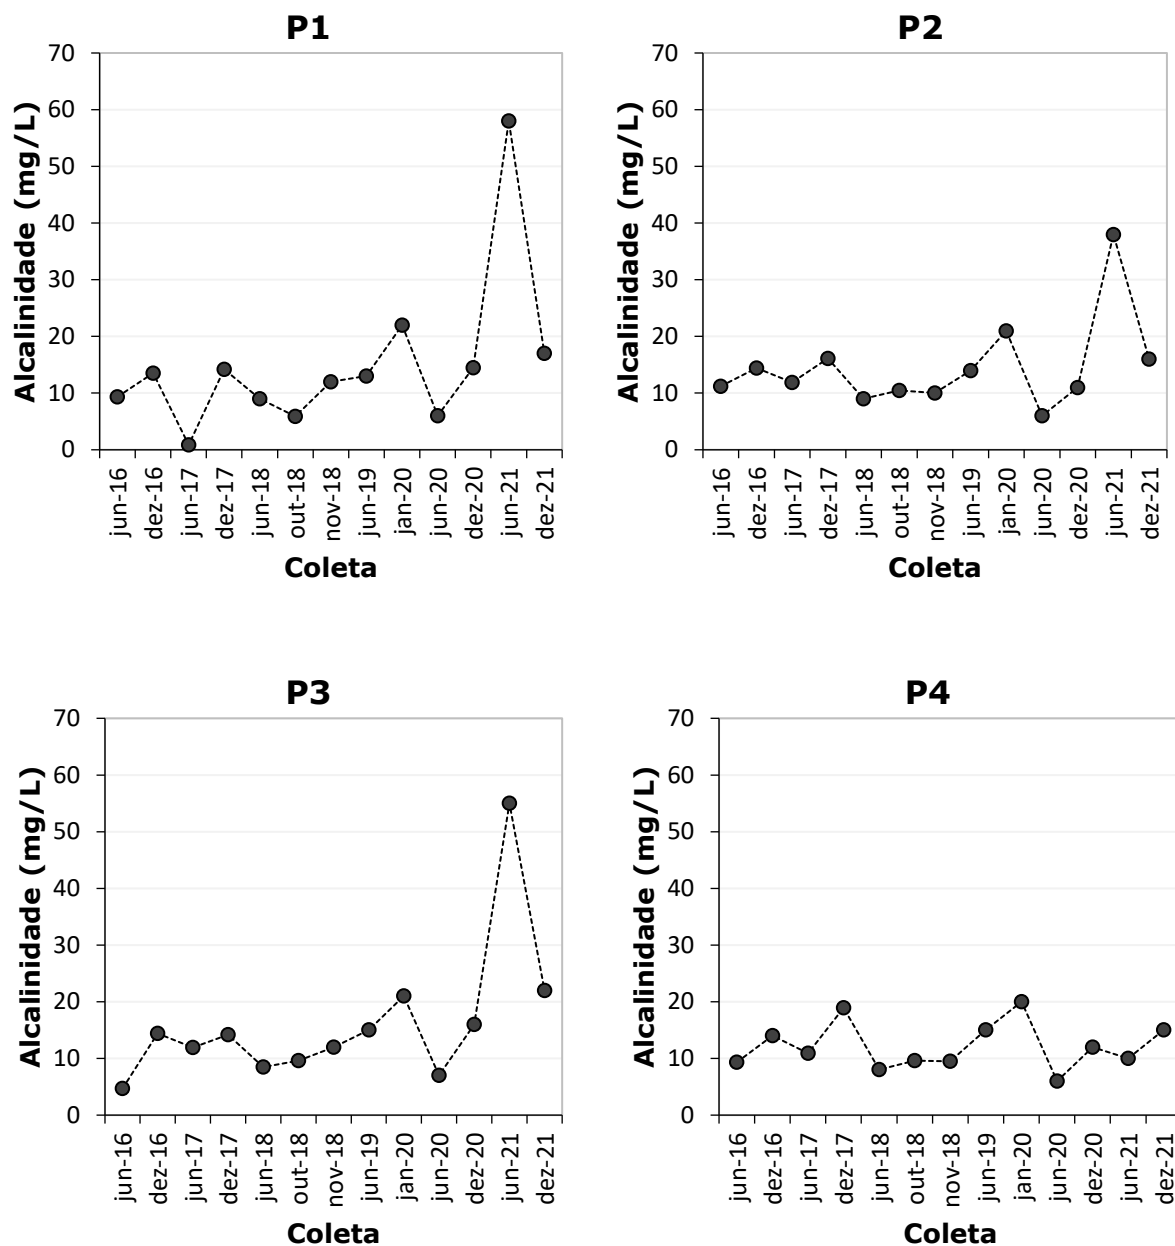 P1
70
60
50
40
30
20
10
0
Alcalinidade (mg/L)
jun-16
dez-16
jun-17
dez-17
jun-18
out-18
nov-18
jun-19
jan-20
jun-20
dez-20
jun-21
dez-21
Coleta
P2
70
60
50
40
30
20
10
0
Alcalinidade (mg/L)
jun-16
dez-16
jun-17
dez-17
jun-18
out-18
nov-18
jun-19
jan-20
jun-20
dez-20
jun-21
dez-21
Coleta
P3
70
60
50
40
30
20
10
0
Alcalinidade (mg/L)
jun-16
dez-16
jun-17
dez-17
jun-18
out-18
nov-18
jun-19
jan-20
jun-20
dez-20
jun-21
dez-21
Coleta
P4
70
60
50
40
30
20
10
0
Alcalinidade (mg/L)
jun-16
dez-16
jun-17
dez-17
jun-18
out-18
nov-18
jun-19
jan-20
jun-20
dez-20
jun-21
dez-21
Coleta